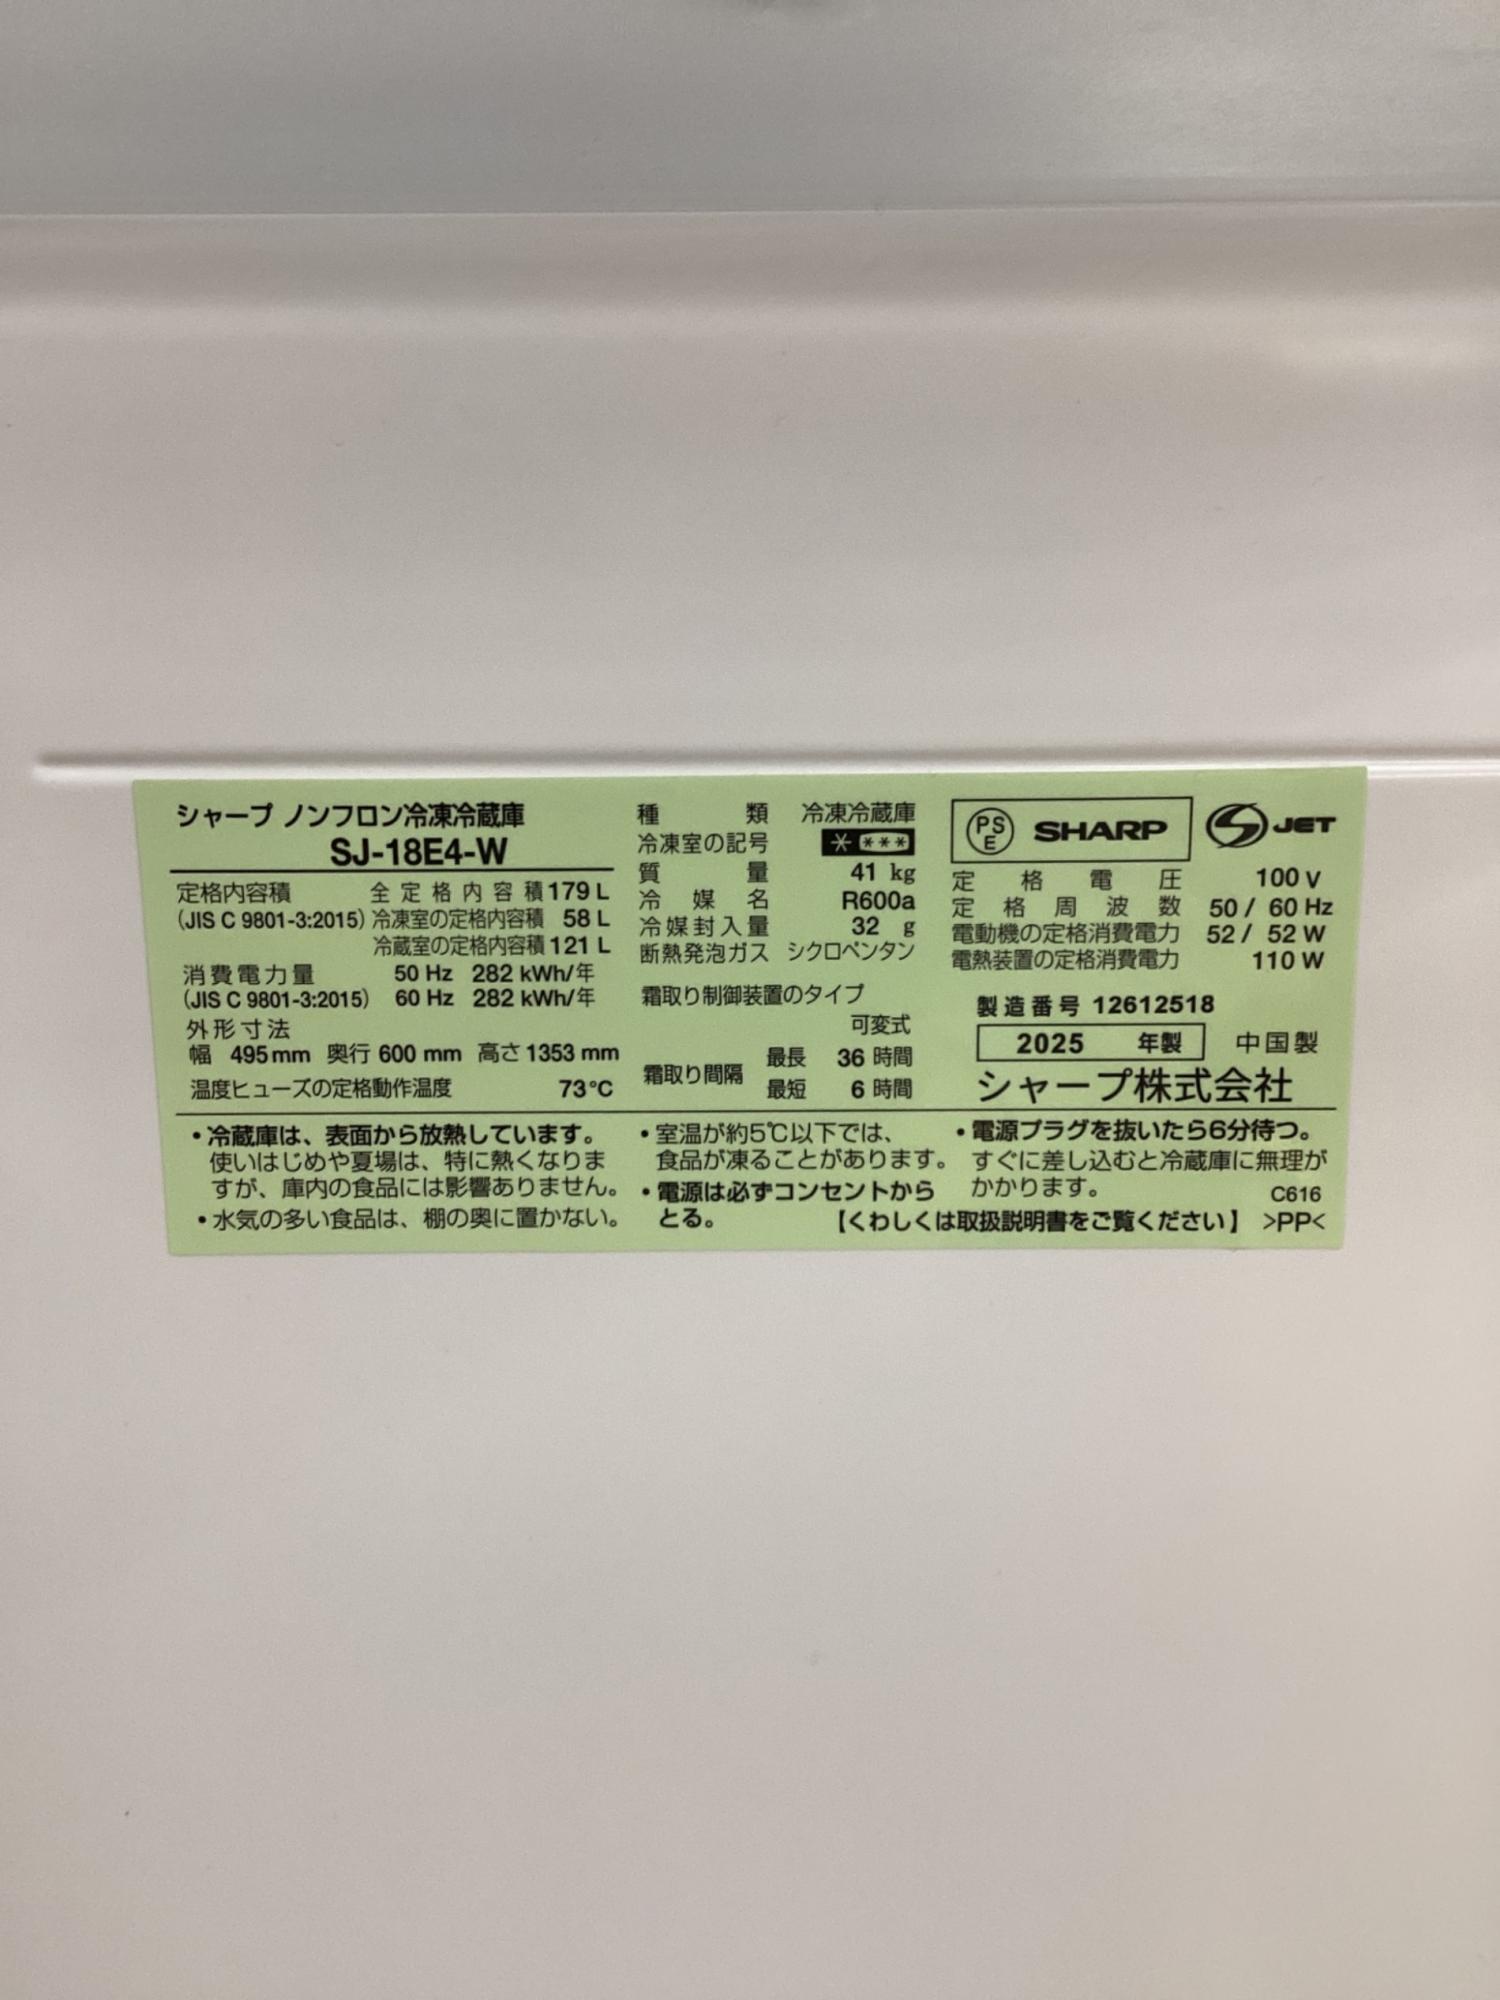 シャープ ノンフロン冷凍冷蔵庫
SJ-18E4-W
定格内容積 全定格内容積 179 L
(JIS C 9801-3:2015) 冷凍室の定格内容積 58 L
冷蔵室の定格内容積 121 L
消費電力量 50 Hz 282 kWh/年
(JIS C 9801-3:2015) 60 Hz 282 kWh/年
外形寸法
幅 495 mm 奥行 600 mm 高さ 1353 mm
温度ヒューズの定格動作温度 73℃
種類 冷凍冷蔵庫
冷凍室の記号 * ***
質量 41 kg
冷媒名 R600a
冷媒封入量 32 g
断熱発泡ガス シクロペンタン
霜取り制御装置のタイプ
可変式
霜取り間隔 最長 36 時間
最短 6 時間
PSE SHARP JET
定格電圧 100 V
定格周波数 50 / 60 Hz
電動機の定格消費電力 52 / 52 W
電熱装置の定格消費電力 110 W
製造番号 12612518
2025 年製 中国製
シャープ株式会社
・冷蔵庫は、表面から放熱しています。
使いはじめや夏場は、特に熱くなりま
すが、庫内の食品には影響ありません。
・水気の多い食品は、棚の奥に置かない。
・室温が約5℃以下では、
食品が凍ることがあります。
・電源は必ずコンセントから
とる。
・電源プラグを抜いたら6分待つ。
すぐに差し込むと冷蔵庫に無理が
かかります。 C616
【くわしくは取扱説明書をご覧ください】 >PP<